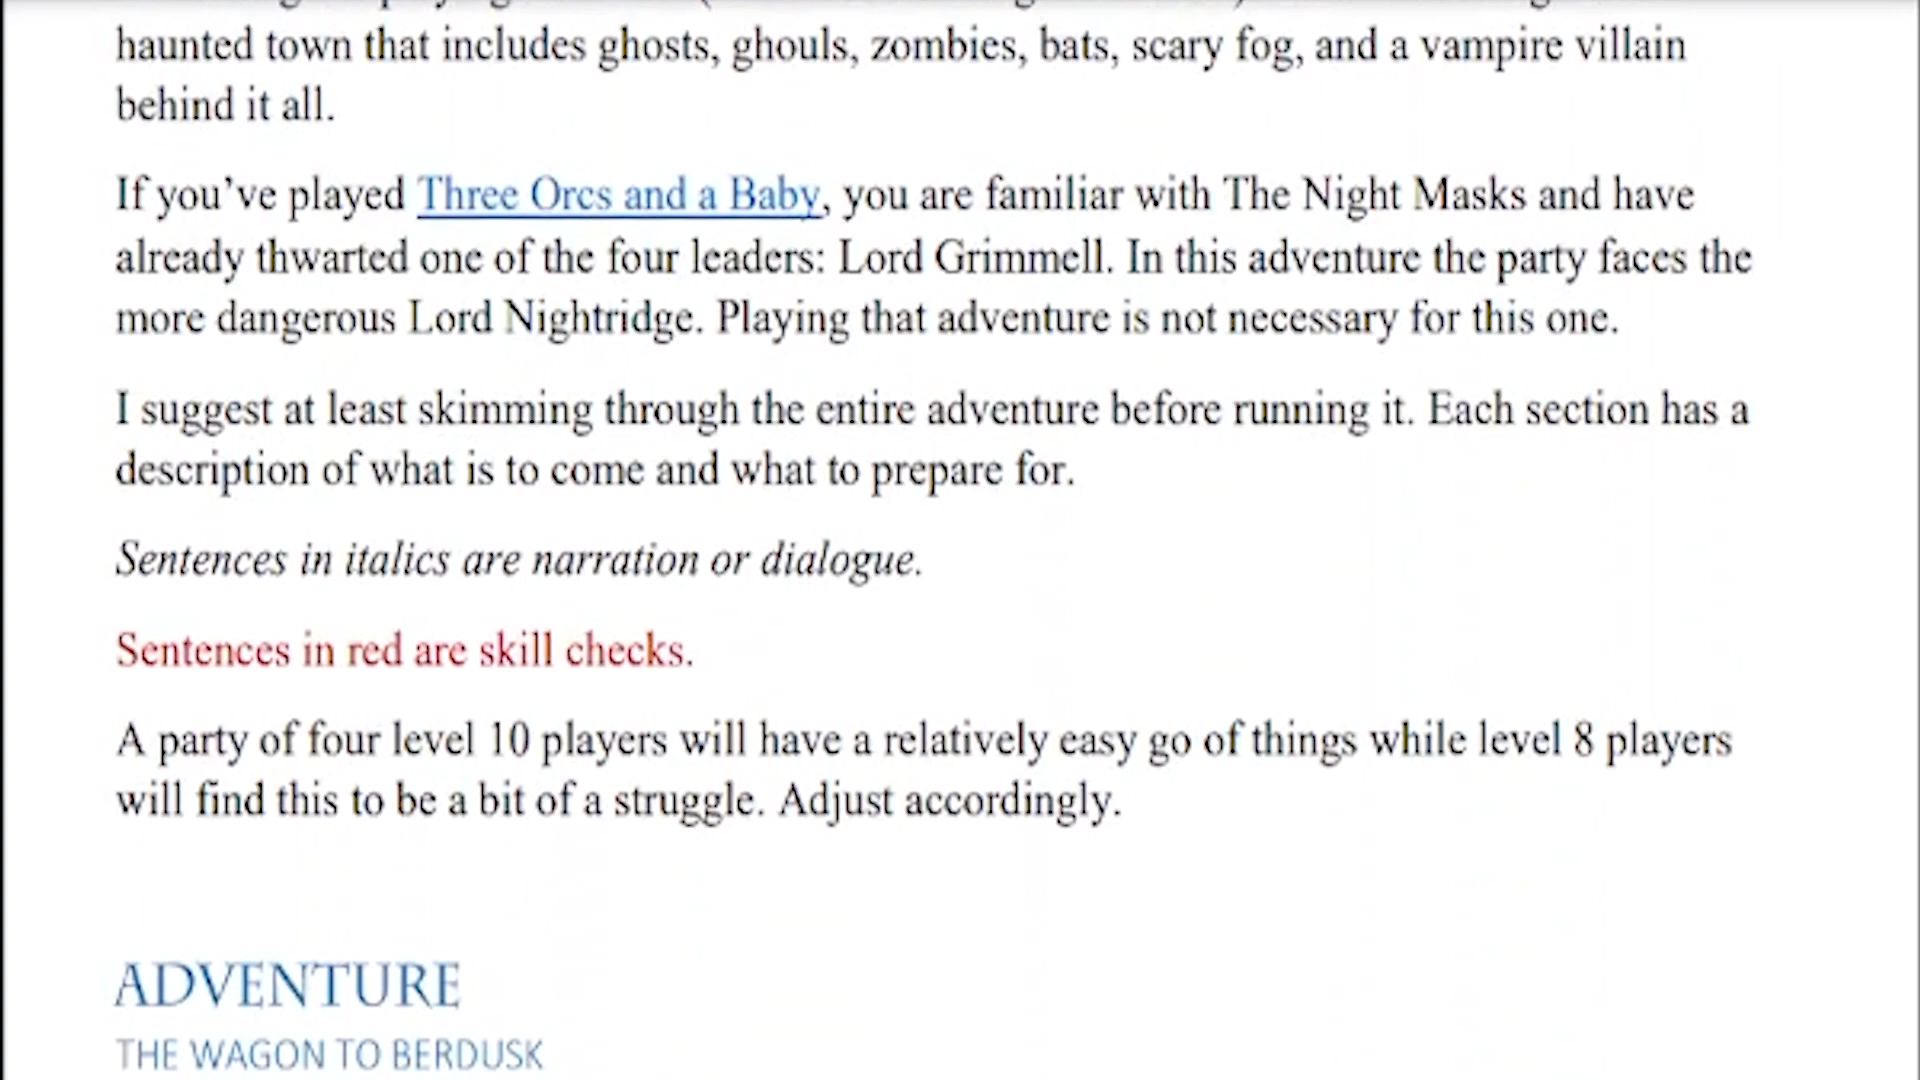 haunted town that includes ghosts, ghouls, zombies, bats, scary fog, and a vampire villain
behind it all.
If you’ve played Three Orcs and a Baby, you are familiar with The Night Masks and have
already thwarted one of the four leaders: Lord Grimmell. In this adventure the party faces the
more dangerous Lord Nightridge. Playing that adventure is not necessary for this one.
I suggest at least skimming through the entire adventure before running it. Each section has a
description of what is to come and what to prepare for.
Sentences in italics are narration or dialogue.
Sentences in red are skill checks.
A party of four level 10 players will have a relatively easy go of things while level 8 players
will find this to be a bit of a struggle. Adjust accordingly.
ADVENTURE
THE WAGON TO BERDUSK